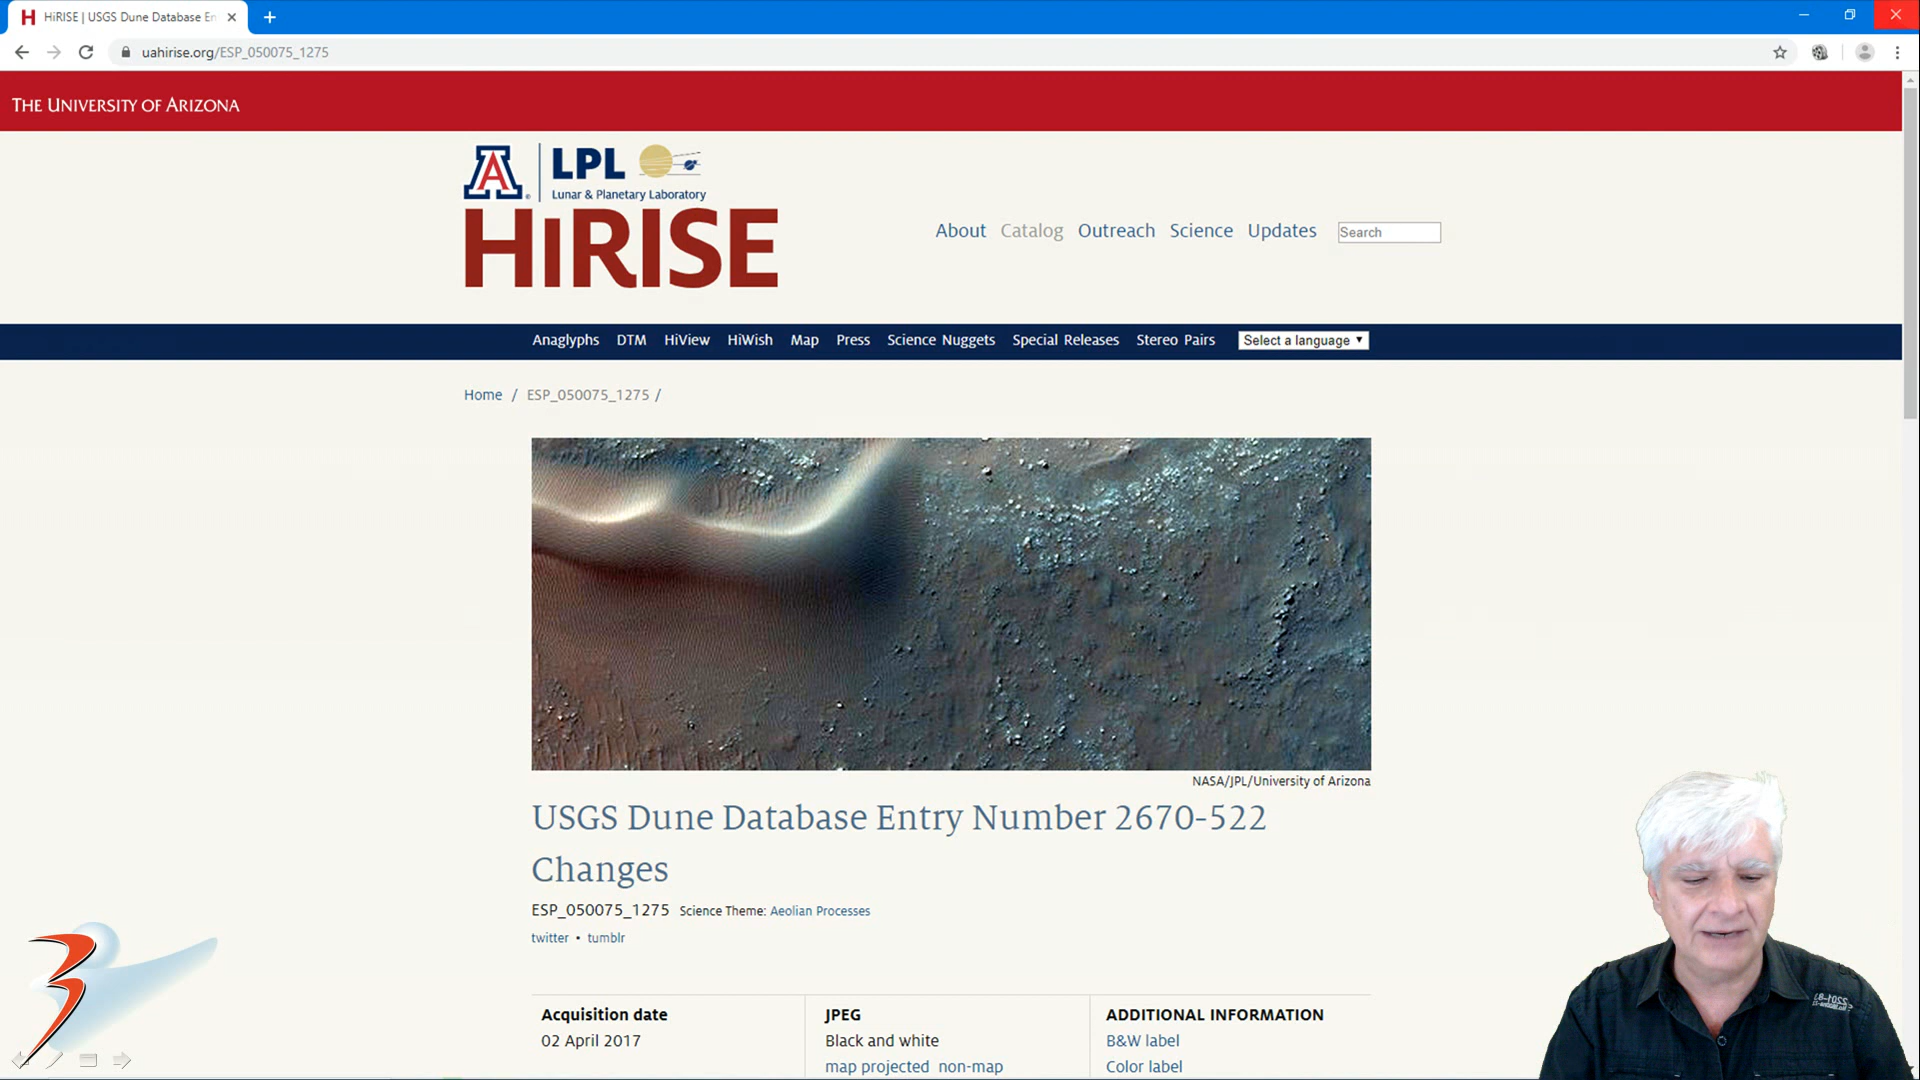 HiRISE | USGS Dune Database En
uahirise.org/ESP_050075_1275
THE UNIVERSITY OF ARIZONA
A LPL
Lunar & Planetary Laboratory
HiRISE
About Catalog Outreach Science Updates Search
Anaglyphs DTM HiView HiWish Map Press Science Nuggets Special Releases Stereo Pairs Select a language
Home / ESP_050075_1275 /
NASA/JPL/University of Arizona
USGS Dune Database Entry Number 2670-522
Changes
ESP_050075_1275 Science Theme: Aeolian Processes
twitter • tumblr
Acquisition date
02 April 2017
JPEG
Black and white
map projected non-map
ADDITIONAL INFORMATION
B&W label
Color label